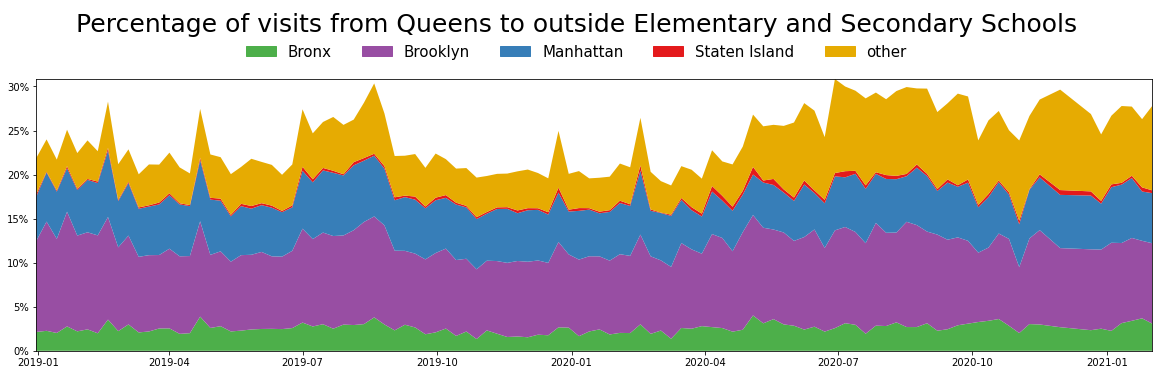 Percentage of visits from Queens to outside Elementary and Secondary Schools
Bronx Brooklyn Manhattan Staten Island other
30%
25%
20%
15%
10%
5%
0%
2019-01 2019-04 2019-07 2019-10 2020-01 2020-04 2020-07 2020-10 2021-01